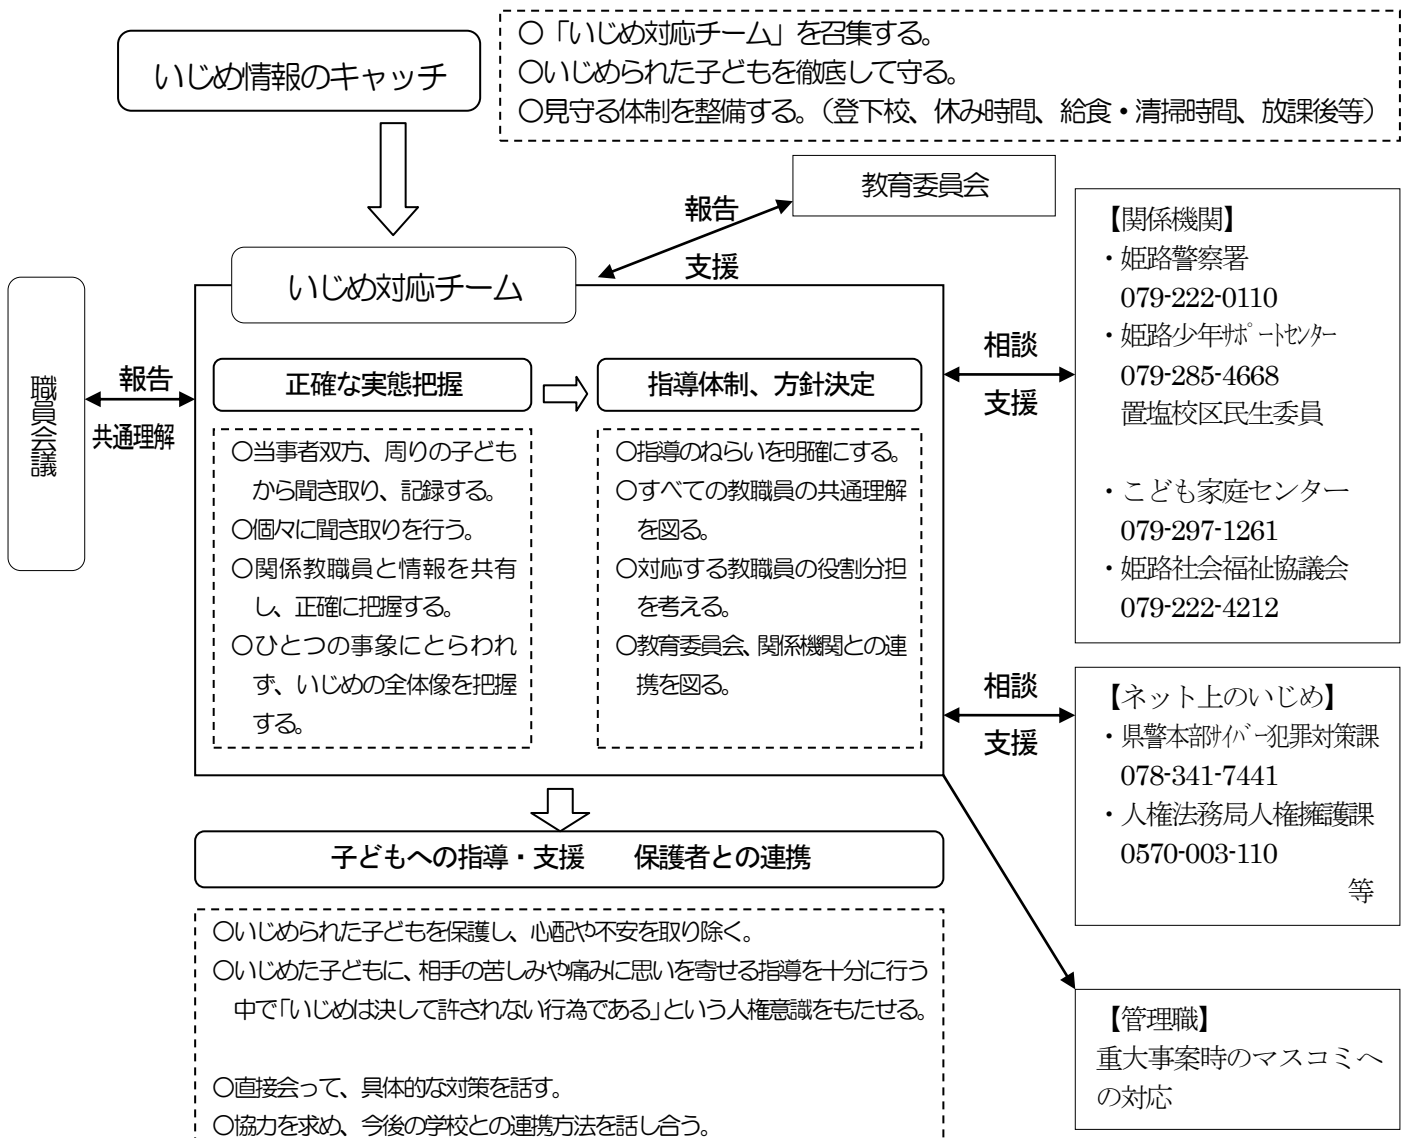 いじめ情報のキャッチ
〇「いじめ対応チーム」を召集する。
〇いじめられた子どもを徹底して守る。
〇見守る体制を整備する。（登下校、休み時間、給食・清掃時間、放課後等）
教育委員会
報告
支援
いじめ対応チーム
職員会議
報告
共通理解
正確な実態把握
〇当事者双方、周りの子ども
から聞き取り、記録する。
〇個々に聞き取りを行う。
〇関係教職員と情報を共有
し、正確に把握する。
〇ひとつの事象にとらわれ
ず、いじめの全体像を把握
する。
指導体制、方針決定
〇指導のねらいを明確にする。
〇すべての教職員の共通理解
を図る。
〇対応する教職員の役割分担
を考える。
〇教育委員会、関係機関との連
携を図る。
相談
支援
【関係機関】
・姫路警察署
079-222-0110
・姫路少年ｻﾎﾟｰﾄｾﾝﾀｰ
079-285-4668
置塩校区民生委員
・こども家庭センター
079-297-1261
・姫路社会福祉協議会
079-222-4212
相談
支援
【ネット上のいじめ】
・県警本部ｻｲﾊﾞｰ犯罪対策課
078-341-7441
・人権法務局人権擁護課
0570-003-110
等
子どもへの指導・支援　　保護者との連携
〇いじめられた子どもを保護し、心配や不安を取り除く。
〇いじめた子どもに、相手の苦しみや痛みに思いを寄せる指導を十分に行う
中で「いじめは決して許されない行為である」という人権意識をもたせる。
〇直接会って、具体的な対策を話す。
〇協力を求め、今後の学校との連携方法を話し合う。
【管理職】
重大事案時のマスコミへ
の対応